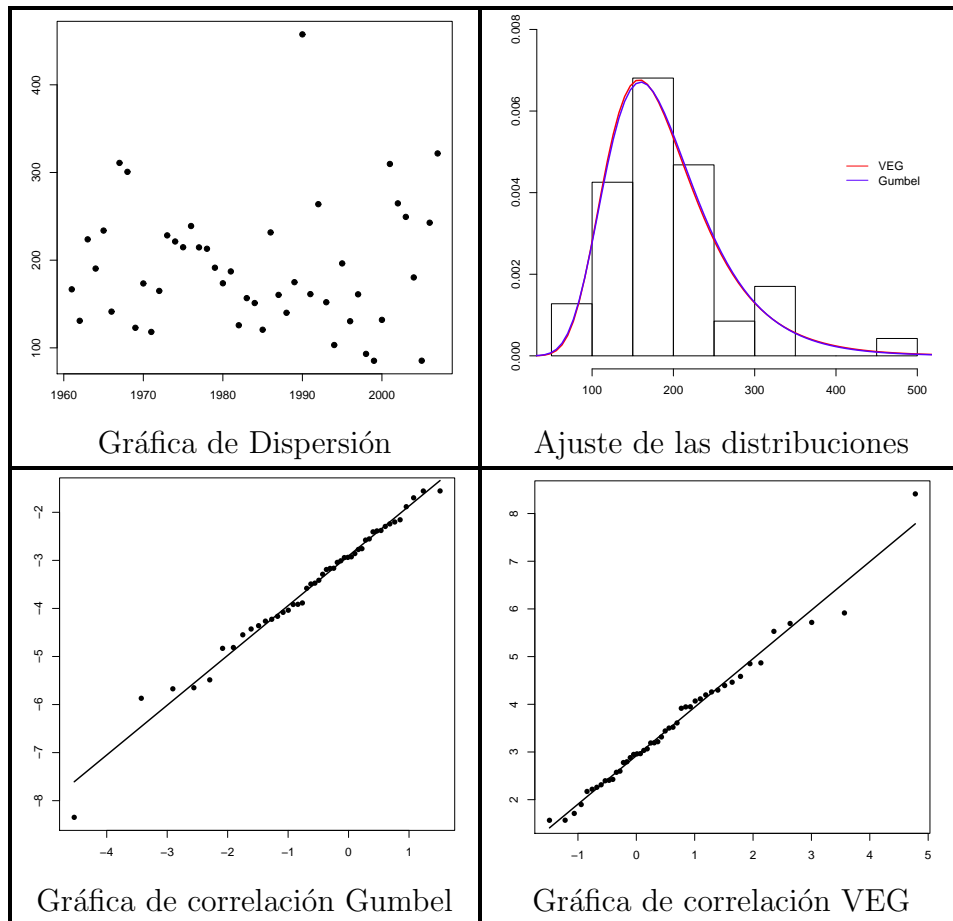 400
300
200
100
1960 1970 1980 1990 2000
Gráfica de Dispersión
0.008
0.006
0.004
0.002
0.000
100 200 300 400 500
VEG
Gumbel
Ajuste de las distribuciones
-2
-3
-4
-5
-6
-7
-8
-4 -3 -2 -1 0 1
Gráfica de correlación Gumbel
8
7
6
5
4
3
2
-1 0 1 2 3 4 5
Gráfica de correlación VEG